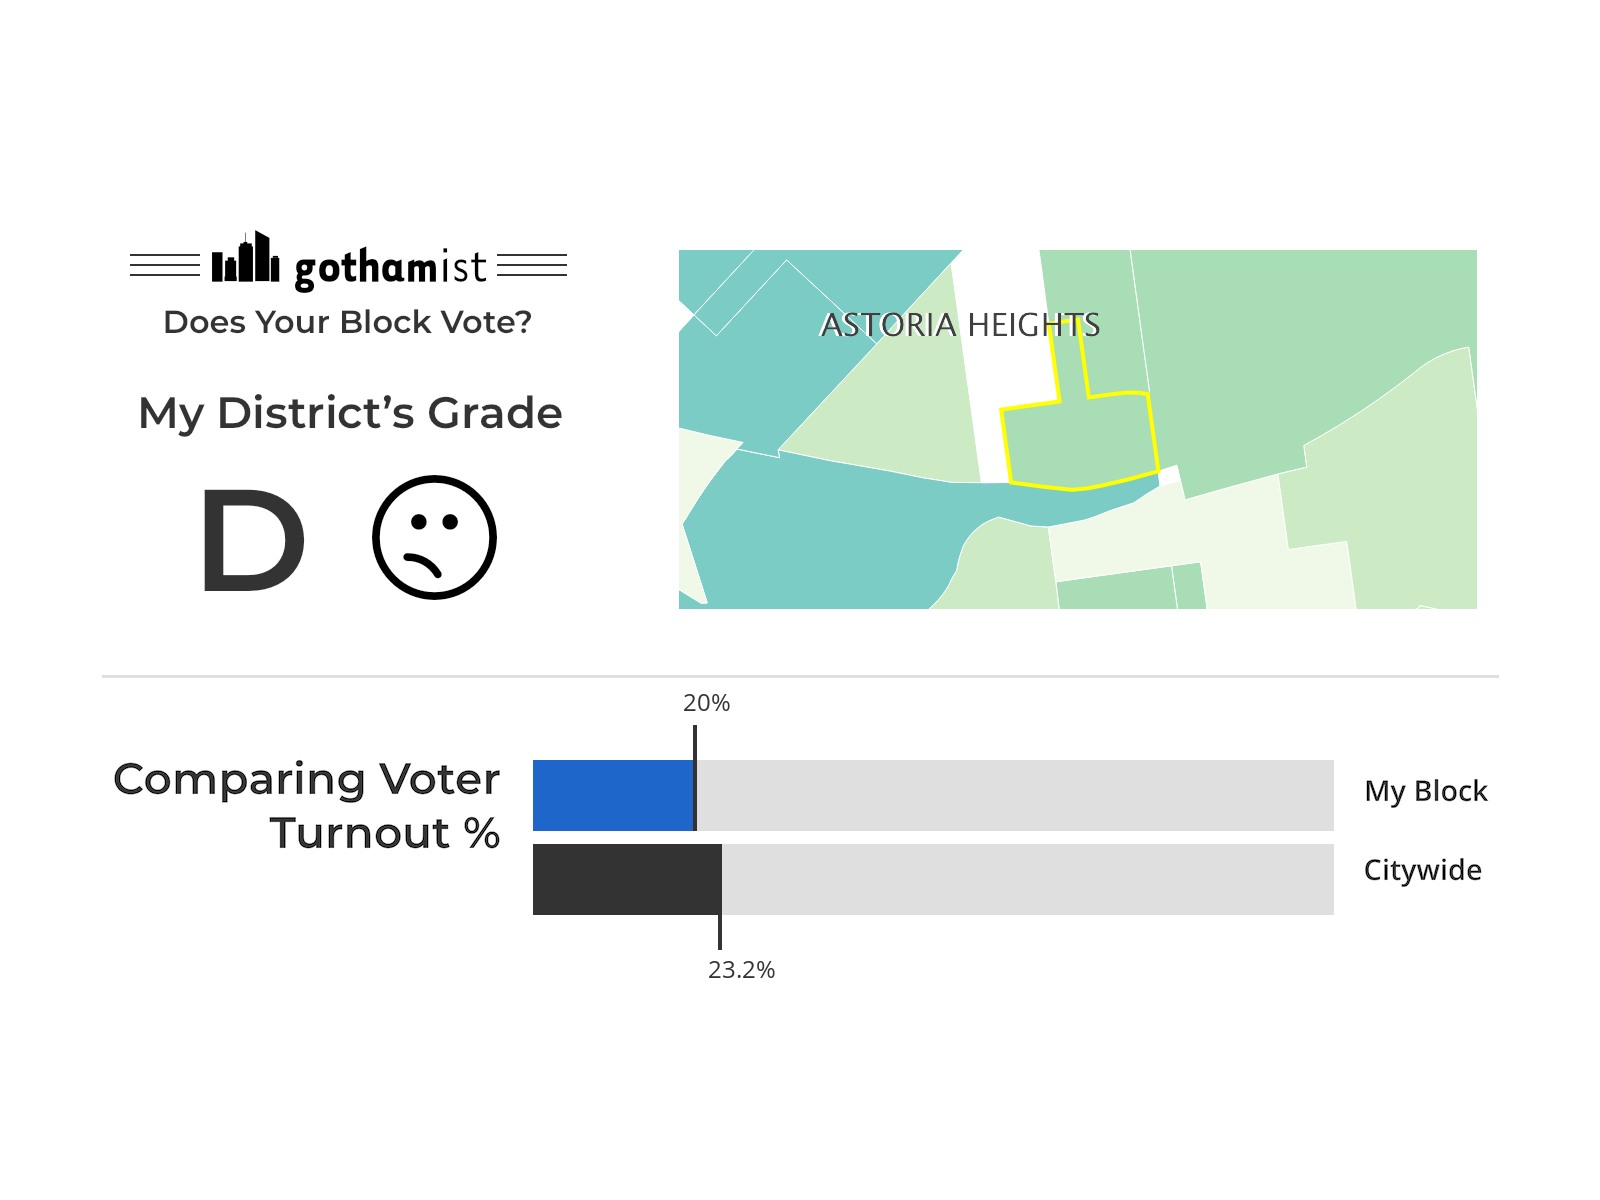 gothamist
Does Your Block Vote?
My District's Grade
D
ASTORIA HEIGHTS
20%
Comparing Voter
Turnout %
My Block
Citywide
23.2%